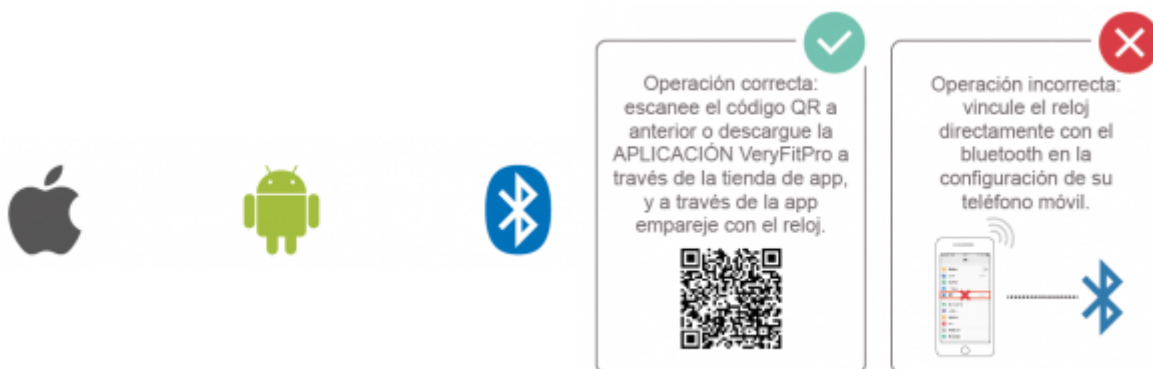 Operación correcta:
escanee el código QR a
anterior o descargue la
APLICACIÓN VeryFitPro a
través de la tienda de app,
y a través de la app
empareje con el reloj.
Operación incorrecta:
vincule el reloj
directamente con el
bluetooth en la
configuración de su
teléfono móvil.